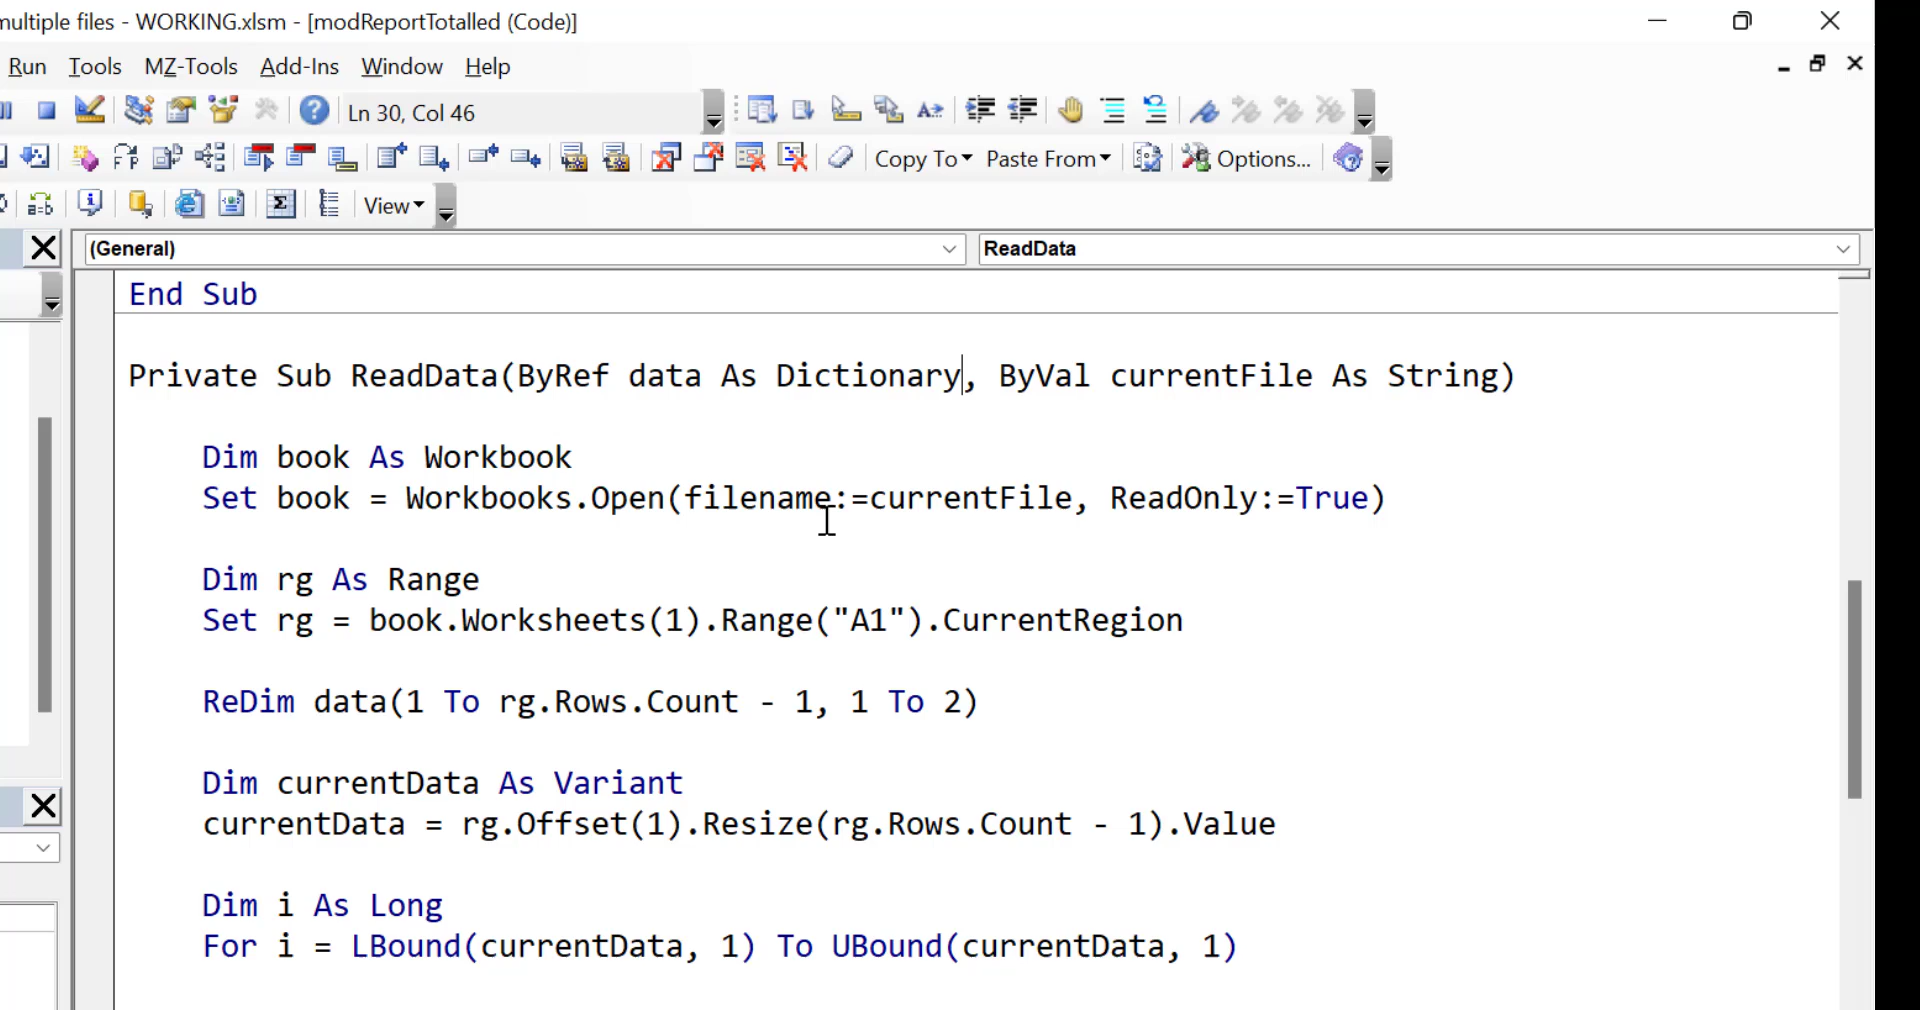 multiple files - WORKING.xlsm - [modReportTotalled (Code)]
Run Tools MZ-Tools Add-Ins Window Help
Ln 30, Col 46
Copy To Paste From Options...
View
(General) ReadData
End Sub
Private Sub ReadData(ByRef data As Dictionary, ByVal currentFile As String)
Dim book As Workbook
Set book = Workbooks.Open(filename:=currentFile, ReadOnly:=True)
Dim rg As Range
Set rg = book.Worksheets(1).Range("A1").CurrentRegion
ReDim data(1 To rg.Rows.Count - 1, 1 To 2)
Dim currentData As Variant
currentData = rg.Offset(1).Resize(rg.Rows.Count - 1).Value
Dim i As Long
For i = LBound(currentData, 1) To UBound(currentData, 1)